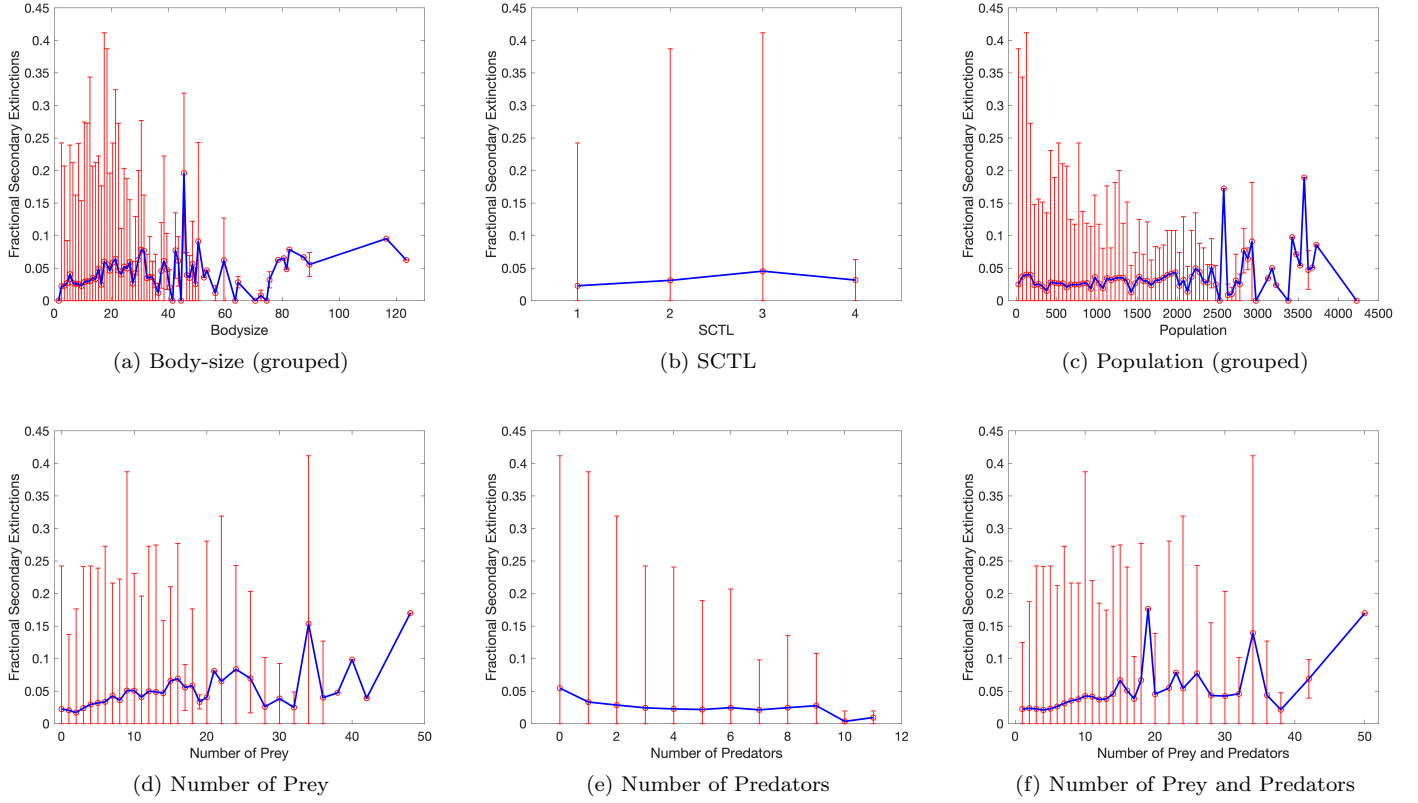 0.45
0.4
0.35
0.3
0.25
0.2
0.15
0.1
0.05
0
Fractional Secondary Extinctions
0 20 40 60 80 100 120
Bodysize
(a) Body-size (grouped)
0.45
0.4
0.35
0.3
0.25
0.2
0.15
0.1
0.05
0
Fractional Secondary Extinctions
1 2 3 4
SCTL
(b) SCTL
0.45
0.4
0.35
0.3
0.25
0.2
0.15
0.1
0.05
0
Fractional Secondary Extinctions
0 500 1000 1500 2000 2500 3000 3500 4000 4500
Population
(c) Population (grouped)
0.45
0.4
0.35
0.3
0.25
0.2
0.15
0.1
0.05
0
Fractional Secondary Extinctions
0 10 20 30 40 50
Number of Prey
(d) Number of Prey
0.45
0.4
0.35
0.3
0.25
0.2
0.15
0.1
0.05
0
Fractional Secondary Extinctions
0 2 4 6 8 10 12
Number of Predators
(e) Number of Predators
0.45
0.4
0.35
0.3
0.25
0.2
0.15
0.1
0.05
0
Fractional Secondary Extinctions
0 10 20 30 40 50
Number of Prey and Predators
(f) Number of Prey and Predators